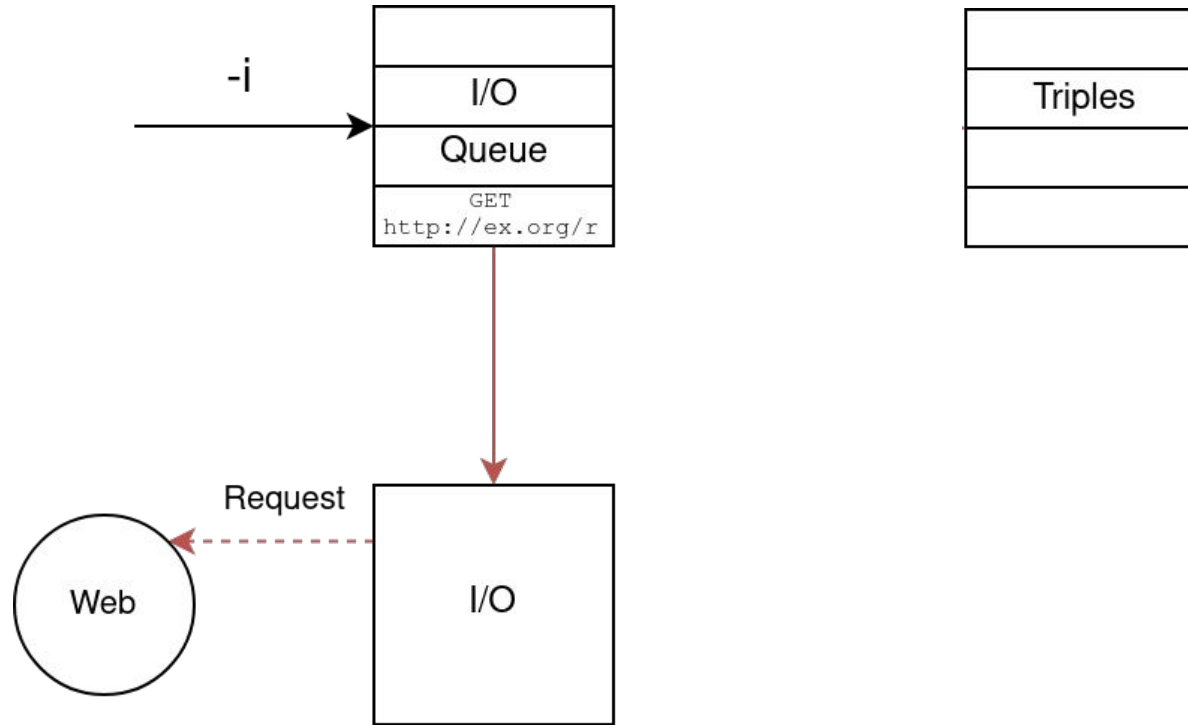 -i
I/O
Queue
GET
http://ex.org/r
Triples
Request
Web
I/O